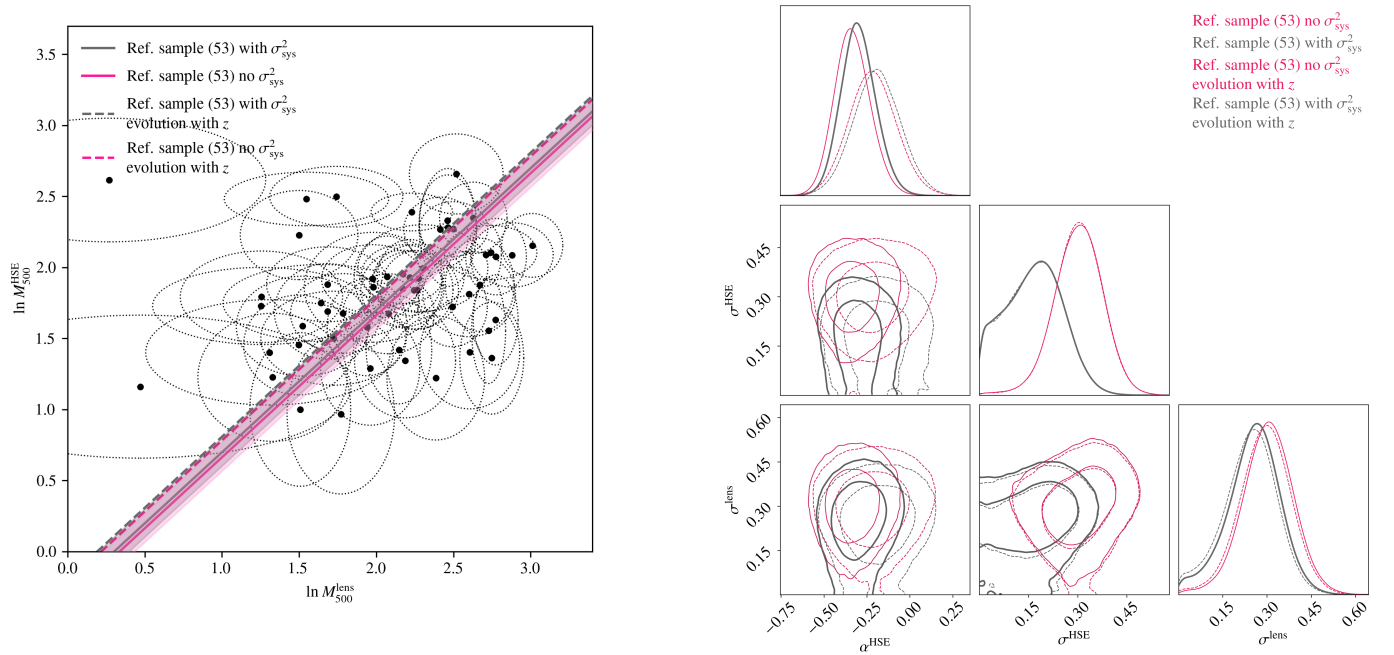 Ref. sample (53) with σ²sys
Ref. sample (53) no σ²sys
Ref. sample (53) with σ²sys
evolution with z
Ref. sample (53) no σ²sys
evolution with z
3.5
3.0
2.5
2.0
1.5
1.0
0.5
0.0
ln M^HSE_500
0.0 0.5 1.0 1.5 2.0 2.5 3.0
ln M^lens_500
Ref. sample (53) no σ²sys
Ref. sample (53) with σ²sys
Ref. sample (53) no σ²sys
evolution with z
Ref. sample (53) with σ²sys
evolution with z
0.45
0.30
0.15
σ^HSE
0.60
0.45
0.30
0.15
σ^lens
−0.75 −0.50 −0.25 0.00 0.25
α^HSE
0.15 0.30 0.45
σ^HSE
0.15 0.30 0.45 0.60
σ^lens